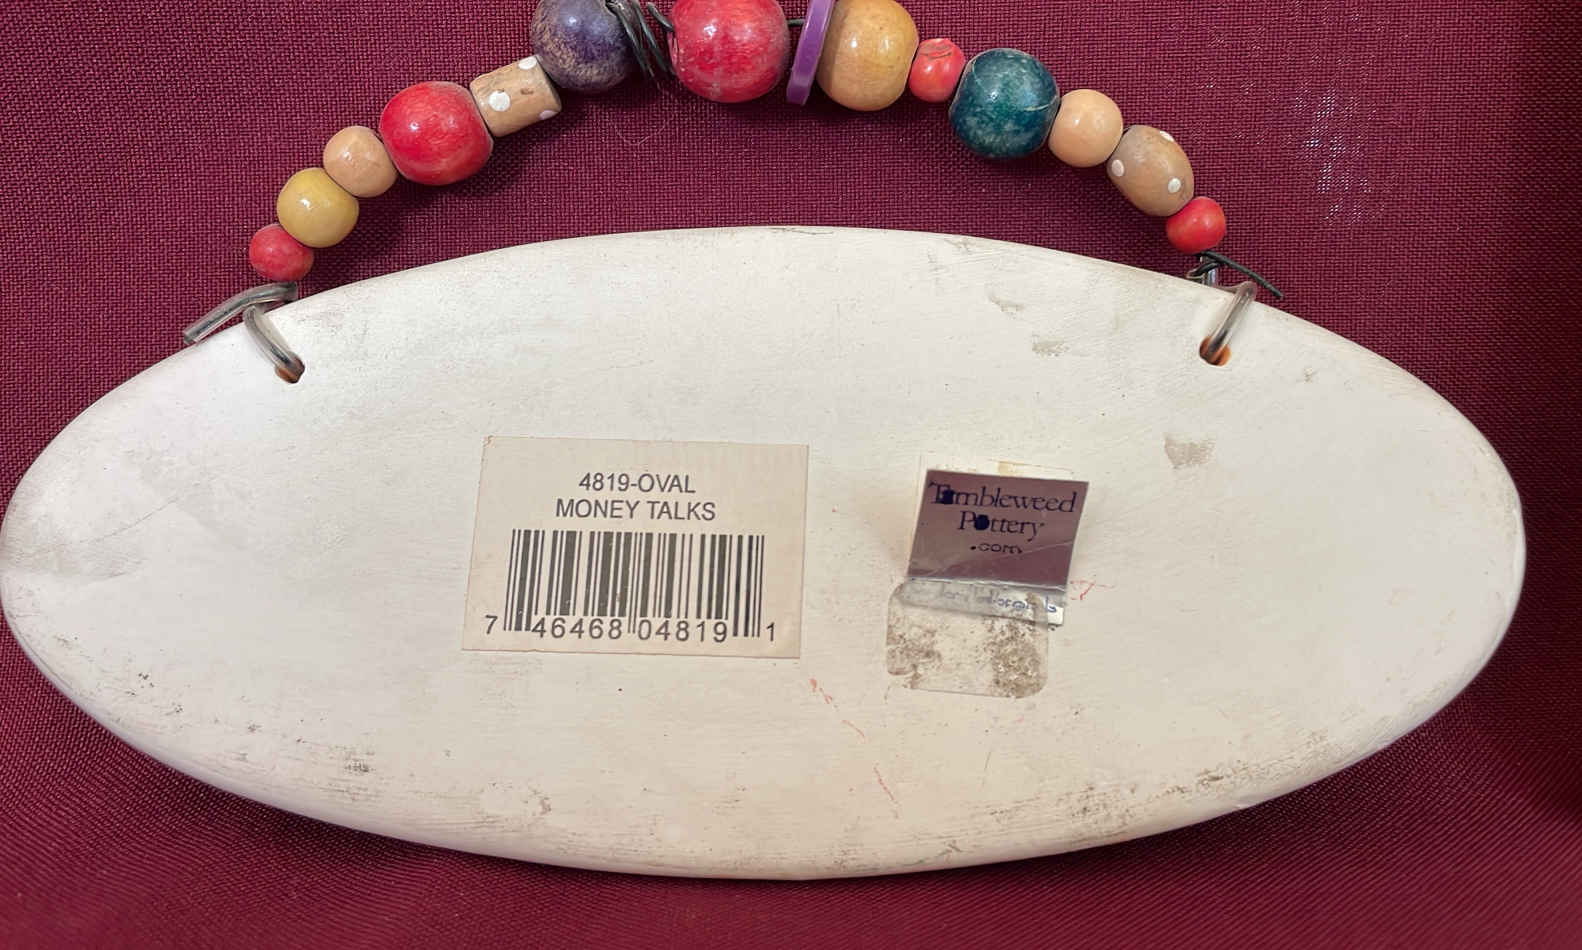 4819-OVAL
MONEY TALKS
7 46468 04819 1
Tumbleweed
Pottery
.com